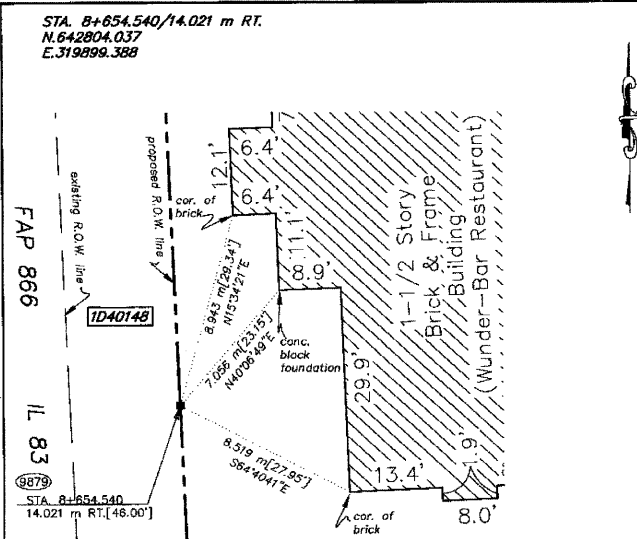 STA. 8+654.540/14.021 m RT.
N.642804.037
E.319899.388
existing R.O.W. line
proposed R.O.W. line
FAP 866
IL 83
1D40148
cor. of
brick
12.1'
6.4'
6.4'
11.1'
8.9'
8.943 m[29.34']
N15°34'21"E
7.056 m[23.15']
N40°06'49"E
conc.
block
foundation
29.9'
1-1/2 Story
Brick & Frame
Building
(Wunder-Bar Restaurant)
8.519 m[27.95']
S64°4041"E
13.4'
1.9'
8.0'
cor. of
brick
9879
STA. 8+654.540
14.021 m RT.[46.00']